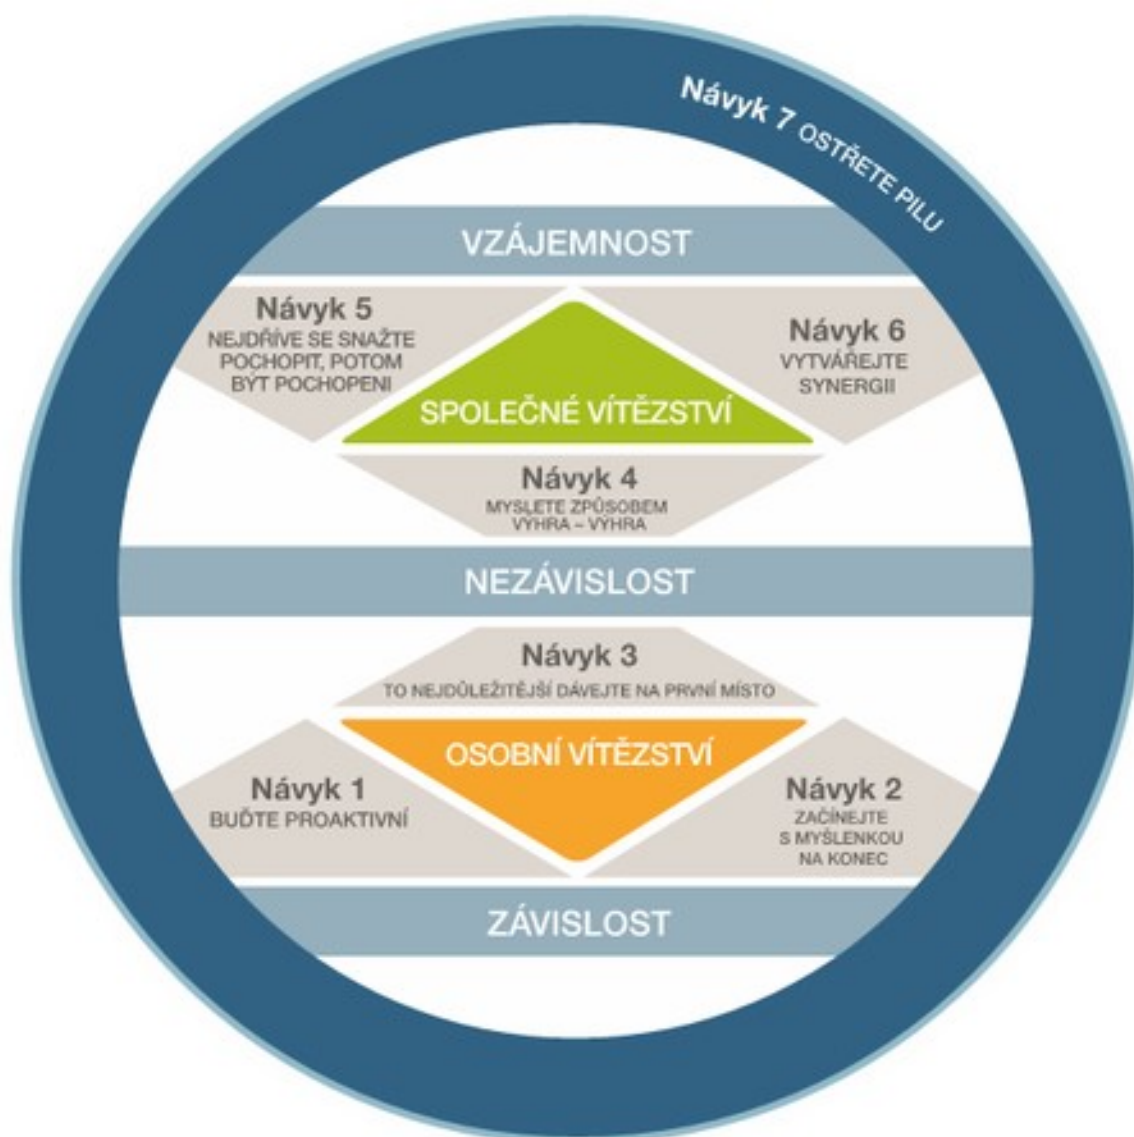 Návyk 7 OSTŘETE PILU
VZÁJEMNOST
Návyk 5
NEJDŘÍVE SE SNAŽTE
POCHOPIT, POTOM
BÝT POCHOPENI
Návyk 6
VYTVÁŘEJTE
SYNERGII
SPOLEČNÉ VÍTĚZSTVÍ
Návyk 4
MYSLETE ZPŮSOBEM
VÝHRA – VÝHRA
NEZÁVISLOST
Návyk 3
TO NEJDŮLEŽITĚJŠÍ DÁVEJTE NA PRVNÍ MÍSTO
OSOBNÍ VÍTĚZSTVÍ
Návyk 1
BUĎTE PROAKTIVNÍ
Návyk 2
ZAČÍNEJTE
S MYŠLENKOU
NA KONEC
ZÁVISLOST